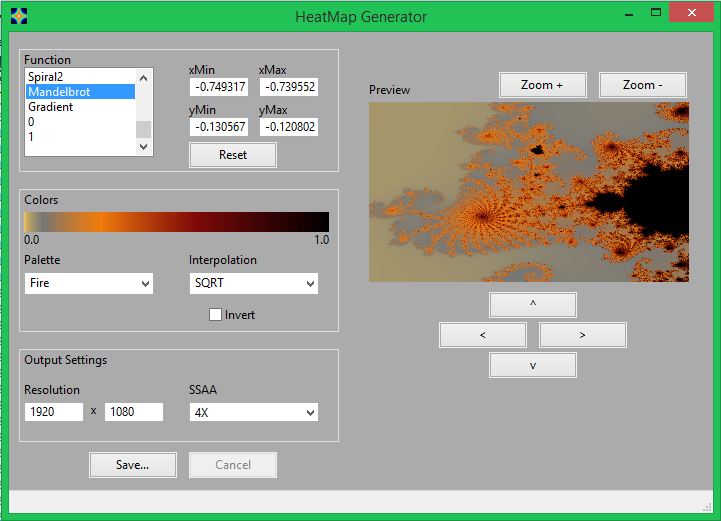 HeatMap Generator
Function
Spiral2
Mandelbrot
Gradient
0
1
xMin xMax
-0.749317 -0.739552
yMin yMax
-0.130567 -0.120802
Reset
Preview
Zoom + Zoom -
Colors
0.0 1.0
Palette Interpolation
Fire SQRT
Invert
^
< >
v
Output Settings
Resolution SSAA
1920 x 1080 4X
Save... Cancel